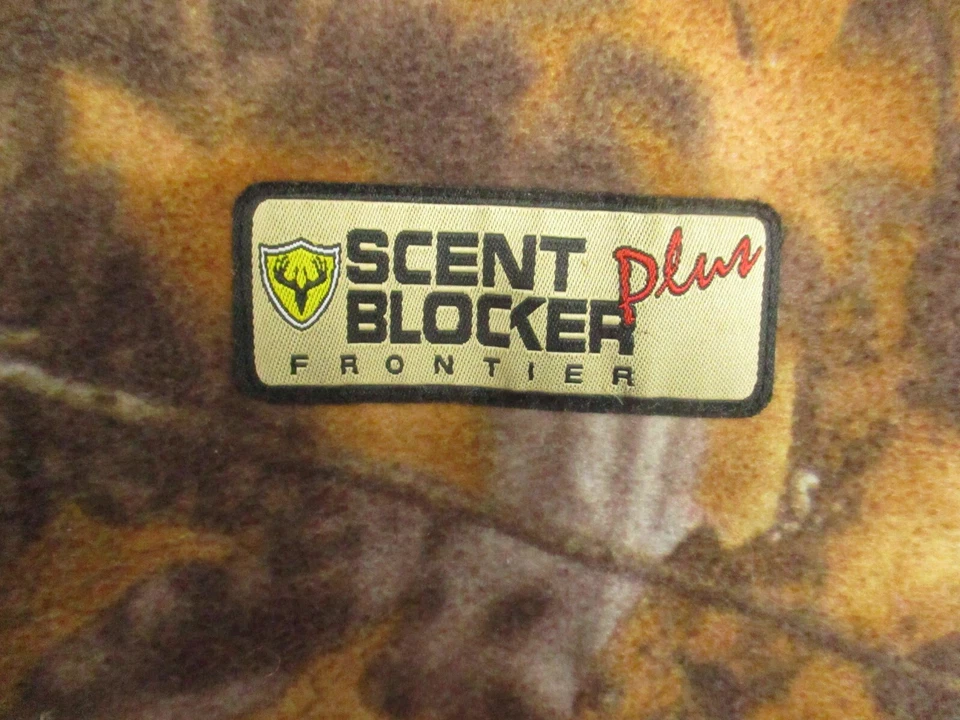 SCENT
BLOCKER plus
FRONTIER